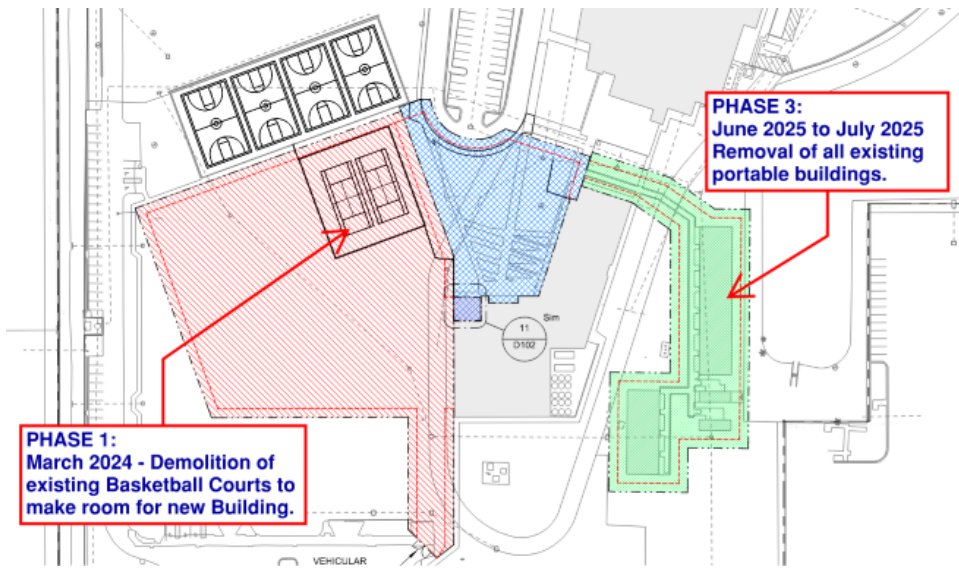 PHASE 3:
June 2025 to July 2025
Removal of all existing
portable buildings.
11
Sim
D102
PHASE 1:
March 2024 - Demolition of
existing Basketball Courts to
make room for new Building.
VEHICULAR